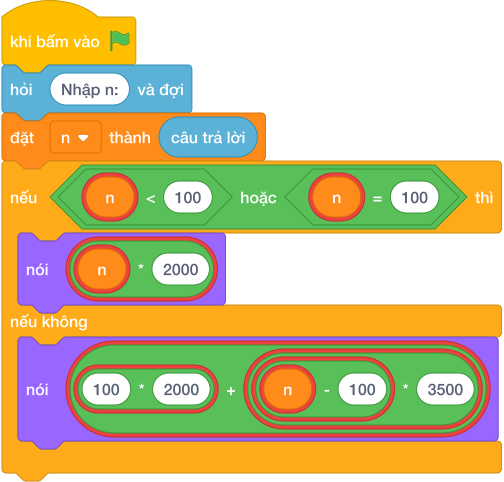 khi bấm vào
hỏi Nhập n: và đợi
đặt n thành câu trả lời
nếu n < 100 hoặc n = 100 thì
nói n * 2000
nếu không
nói 100 * 2000 + n - 100 * 3500